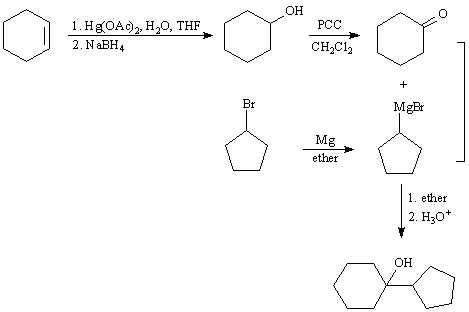 OH
O
1. Hg(OAc)2, H2O, THF
2. NaBH4
PCC
CH2Cl2
+
Br
MgBr
Mg
ether
1. ether
2. H3O+
OH